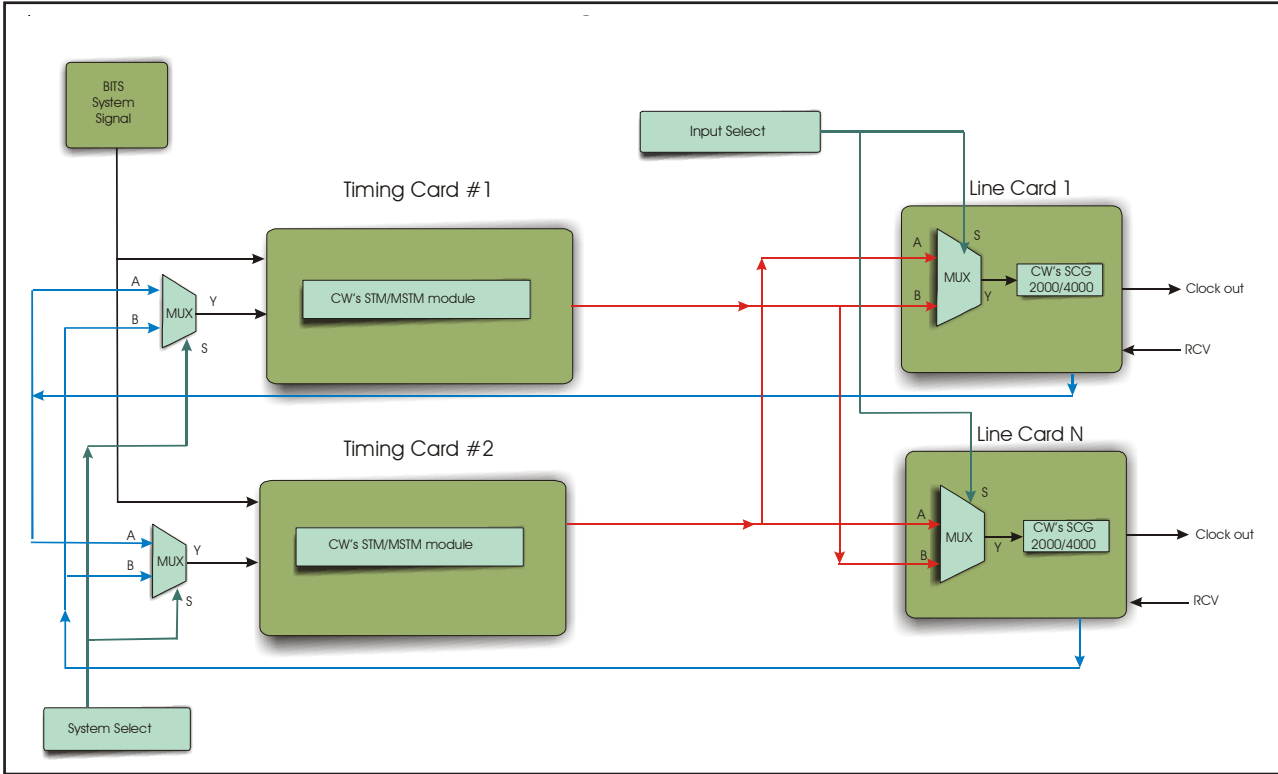 BITS
System
Signal
Input Select
Timing Card #1
Line Card 1
A
S
MUX
CW's SCG
2000/4000
B
Y
Clock out
RCV
CW's STM/MSTM module
A
B
MUX
Y
S
Timing Card #2
Line Card N
S
A
MUX
CW's SCG
2000/4000
B
Y
Clock out
RCV
CW's STM/MSTM module
A
B
MUX
Y
S
System Select